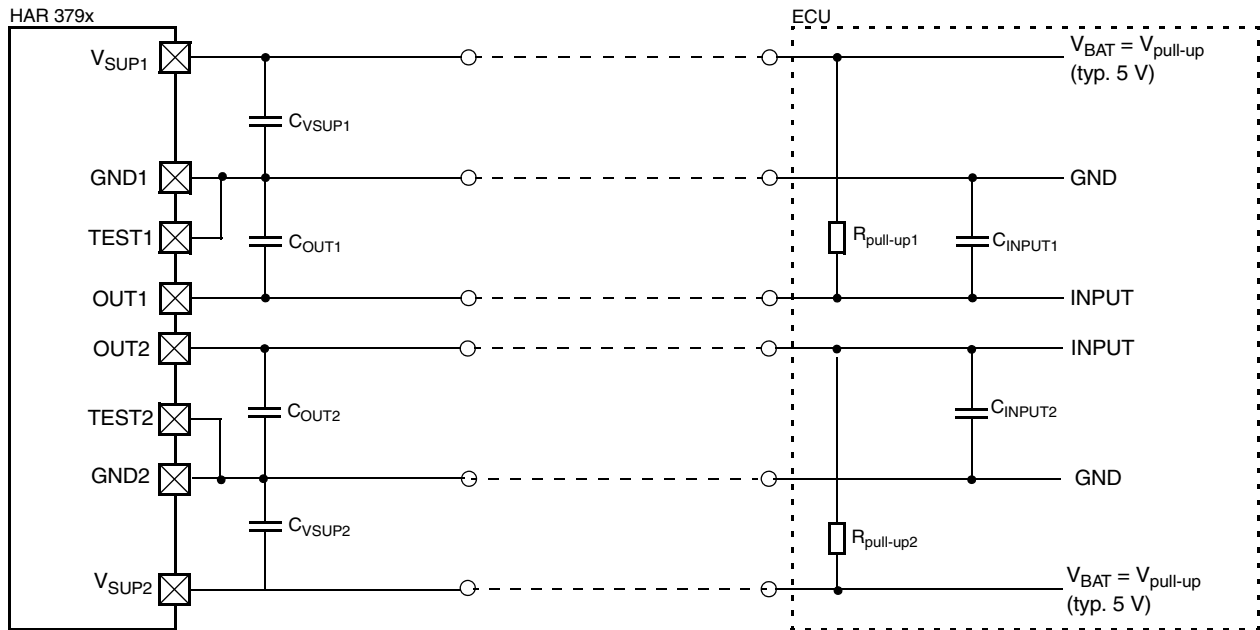 HAR 379x
ECU
VSUP1
VBAT = Vpull-up
(typ. 5 V)
CVSUP1
GND1
GND
TEST1
COUT1
Rpull-up1
CINPUT1
OUT1
INPUT
OUT2
INPUT
TEST2
COUT2
CINPUT2
GND2
GND
CVSUP2
Rpull-up2
VSUP2
VBAT = Vpull-up
(typ. 5 V)